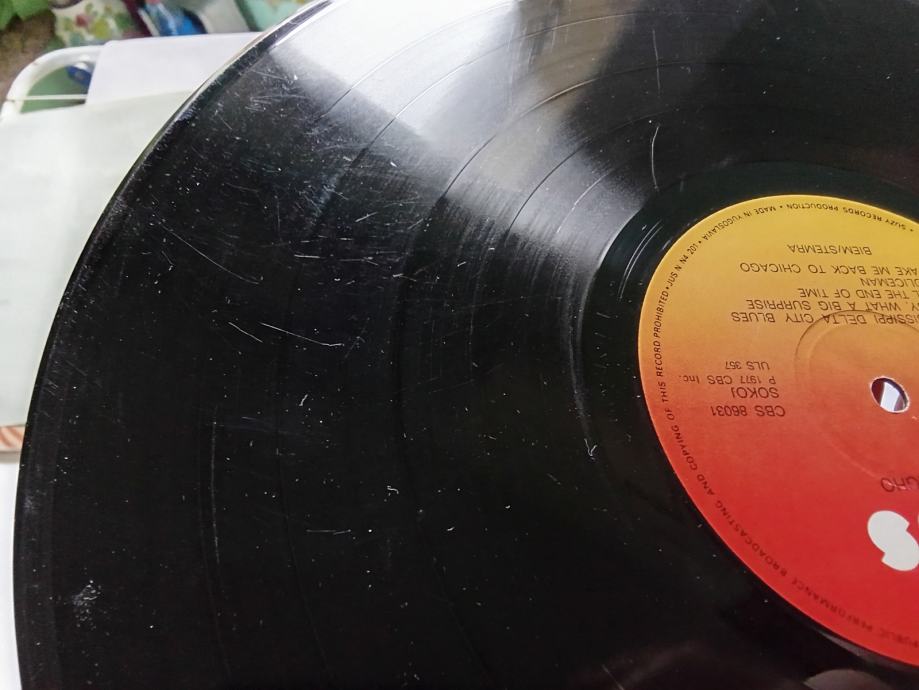 CHO
CBS 86031
SOKOJ
P 1977 CBS Inc.
ULS 357
ISSIPPI DELTA CITY BLUES
Y, WHAT A BIG SURPRISE
THE END OF TIME
OLICEMAN
AKE ME BACK TO CHICAGO
BIEM/STEMRA
PUBLIC PERFORMANCE BROADCASTING AND COPYING OF THIS RECORD PROHIBITED • JUS N N4 201 • MADE IN YUGOSLAVIA • SUZY RECORDS PRODUCTION •